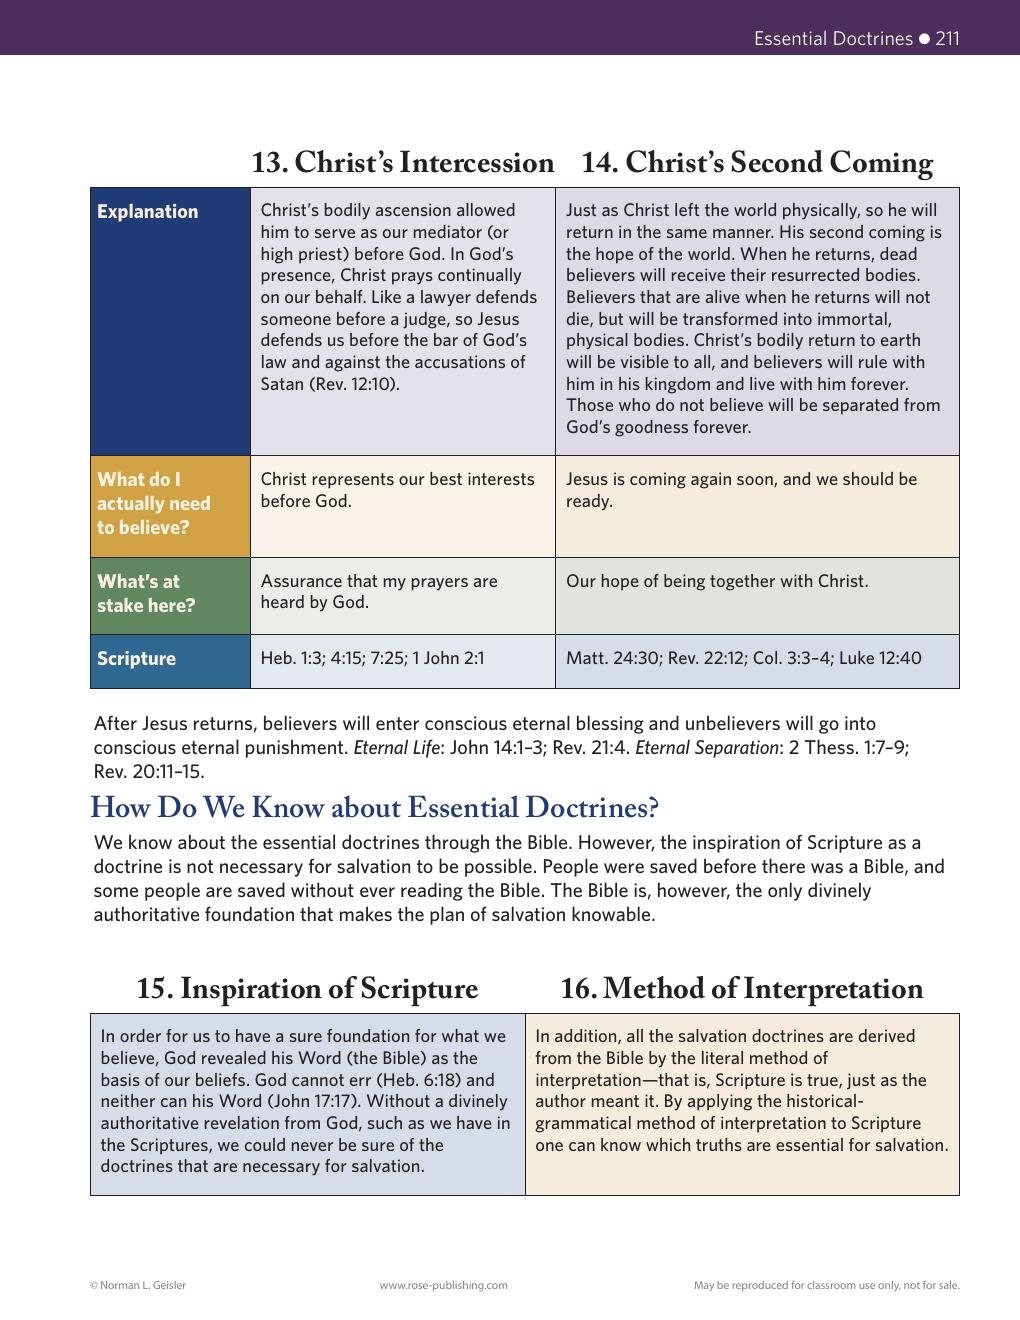 Essential Doctrines ● 211
13. Christ’s Intercession
14. Christ’s Second Coming
Explanation
Christ’s bodily ascension allowed
him to serve as our mediator (or
high priest) before God. In God’s
presence, Christ prays continually
on our behalf. Like a lawyer defends
someone before a judge, so Jesus
defends us before the bar of God’s
law and against the accusations of
Satan (Rev. 12:10).
Just as Christ left the world physically, so he will
return in the same manner. His second coming is
the hope of the world. When he returns, dead
believers will receive their resurrected bodies.
Believers that are alive when he returns will not
die, but will be transformed into immortal,
physical bodies. Christ’s bodily return to earth
will be visible to all, and believers will rule with
him in his kingdom and live with him forever.
Those who do not believe will be separated from
God’s goodness forever.
What do I
actually need
to believe?
Christ represents our best interests
before God.
Jesus is coming again soon, and we should be
ready.
What’s at
stake here?
Assurance that my prayers are
heard by God.
Our hope of being together with Christ.
Scripture
Heb. 1:3; 4:15; 7:25; 1 John 2:1
Matt. 24:30; Rev. 22:12; Col. 3:3–4; Luke 12:40
After Jesus returns, believers will enter conscious eternal blessing and unbelievers will go into
conscious eternal punishment. Eternal Life: John 14:1–3; Rev. 21:4. Eternal Separation: 2 Thess. 1:7–9;
Rev. 20:11–15.
How Do We Know about Essential Doctrines?
We know about the essential doctrines through the Bible. However, the inspiration of Scripture as a
doctrine is not necessary for salvation to be possible. People were saved before there was a Bible, and
some people are saved without ever reading the Bible. The Bible is, however, the only divinely
authoritative foundation that makes the plan of salvation knowable.
15. Inspiration of Scripture
16. Method of Interpretation
In order for us to have a sure foundation for what we
believe, God revealed his Word (the Bible) as the
basis of our beliefs. God cannot err (Heb. 6:18) and
neither can his Word (John 17:17). Without a divinely
authoritative revelation from God, such as we have in
the Scriptures, we could never be sure of the
doctrines that are necessary for salvation.
In addition, all the salvation doctrines are derived
from the Bible by the literal method of
interpretation—that is, Scripture is true, just as the
author meant it. By applying the historical-
grammatical method of interpretation to Scripture
one can know which truths are essential for salvation.
© Norman L. Geisler
www.rose-publishing.com
May be reproduced for classroom use only, not for sale.